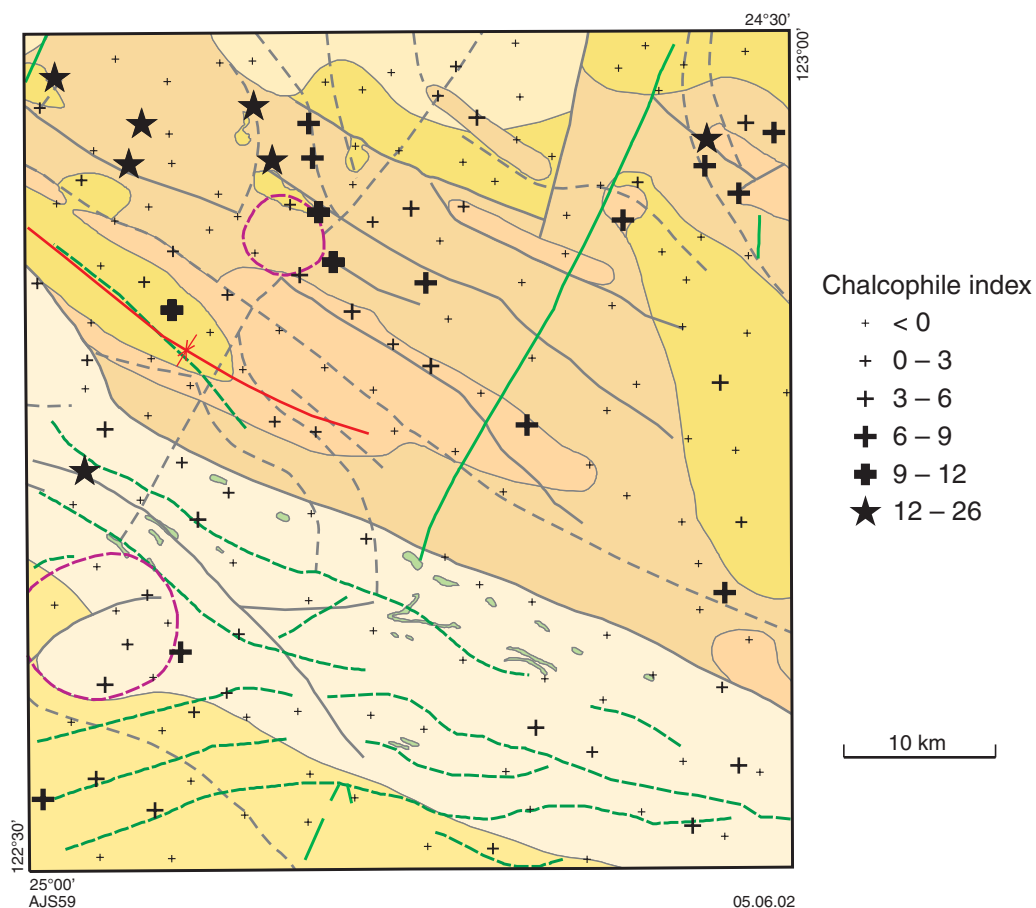 24°30'
123°00'
Chalcophile index
< 0
0 – 3
3 – 6
6 – 9
9 – 12
12 – 26
10 km
122°30'
25°00'
AJS59
05.06.02